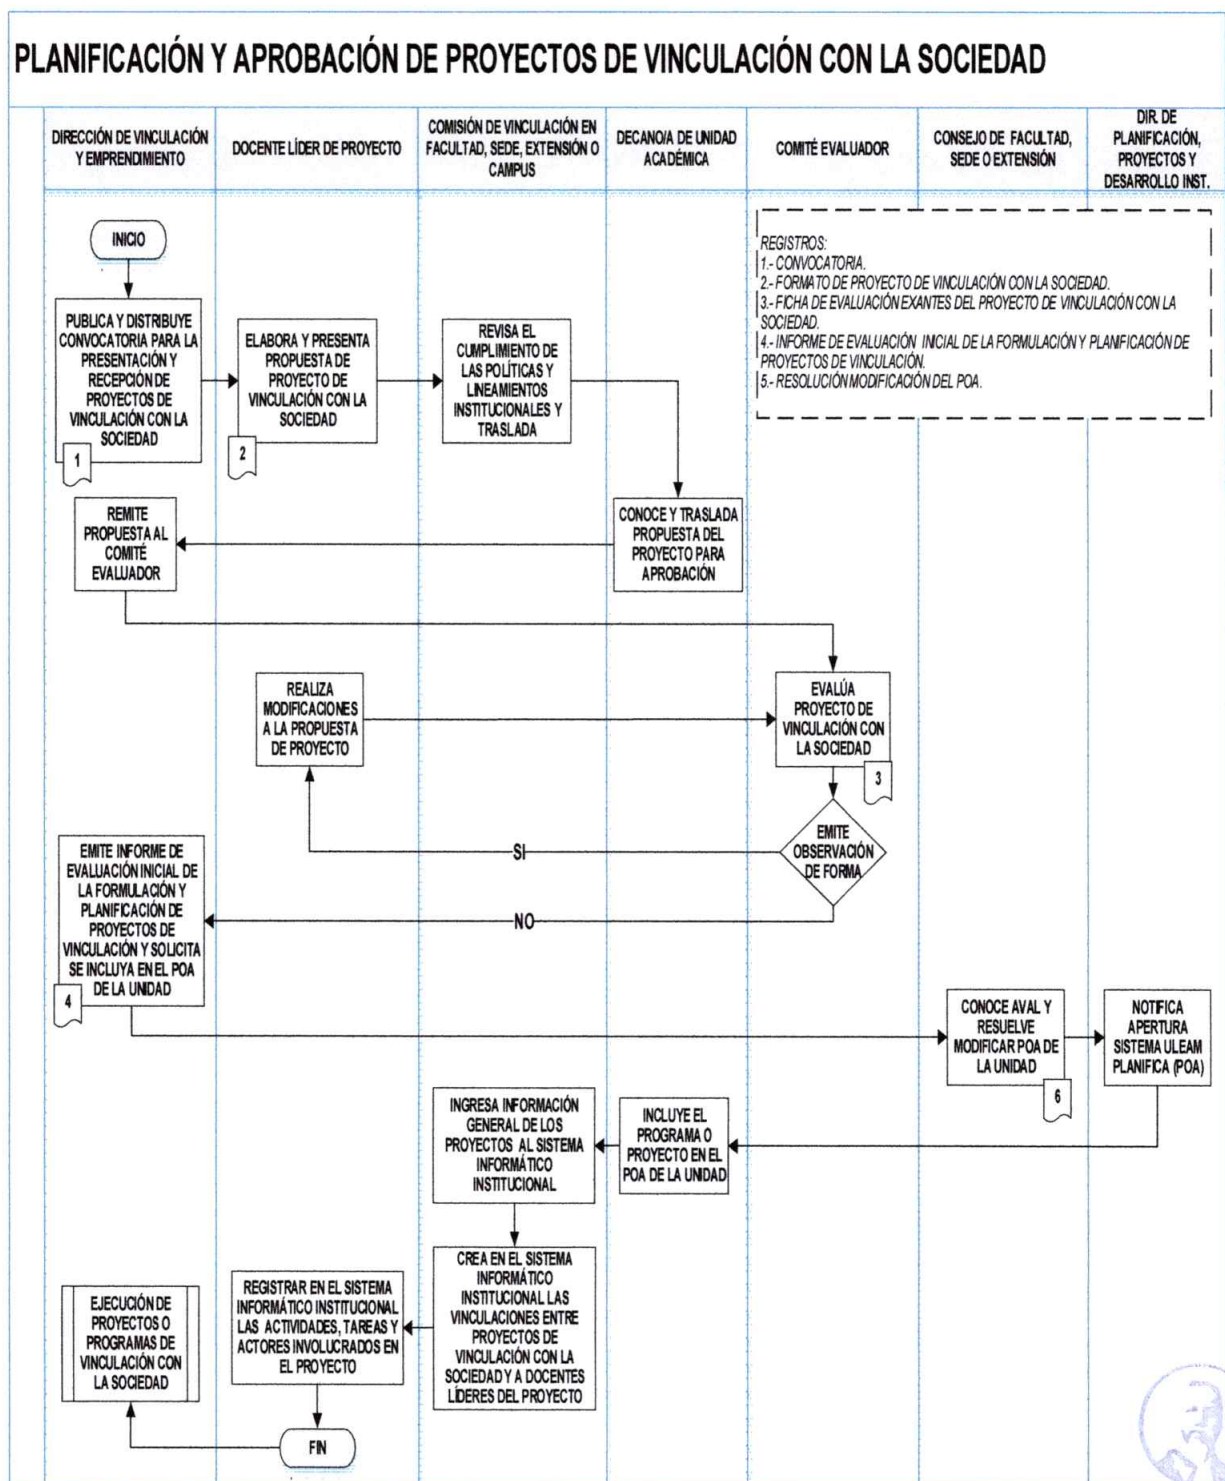 PLANIFICACIÓN Y APROBACIÓN DE PROYECTOS DE VINCULACIÓN CON LA SOCIEDAD
DIRECCIÓN DE VINCULACIÓN
Y EMPRENDIMIENTO
DOCENTE LÍDER DE PROYECTO
COMISIÓN DE VINCULACIÓN EN
FACULTAD, SEDE, EXTENSIÓN O
CAMPUS
DECANO/A DE UNIDAD
ACADÉMICA
COMITÉ EVALUADOR
CONSEJO DE FACULTAD,
SEDE O EXTENSIÓN
DIR. DE
PLANIFICACIÓN,
PROYECTOS Y
DESARROLLO INST.
INICIO
REGISTROS:
1.- CONVOCATORIA.
2.- FORMATO DE PROYECTO DE VINCULACIÓN CON LA SOCIEDAD.
3.- FICHA DE EVALUACIÓN EXANTES DEL PROYECTO DE VINCULACIÓN CON LA
SOCIEDAD.
4.- INFORME DE EVALUACIÓN INICIAL DE LA FORMULACIÓN Y PLANIFICACIÓN DE
PROYECTOS DE VINCULACIÓN.
5.- RESOLUCIÓN MODIFICACIÓN DEL POA.
PUBLICA Y DISTRIBUYE
CONVOCATORIA PARA LA
PRESENTACIÓN Y
RECEPCIÓN DE
PROYECTOS DE
VINCULACIÓN CON LA
SOCIEDAD
1
ELABORA Y PRESENTA
PROPUESTA DE
PROYECTO DE
VINCULACIÓN CON LA
SOCIEDAD
2
REVISA EL
CUMPLIMIENTO DE
LAS POLÍTICAS Y
LINEAMIENTOS
INSTITUCIONALES Y
TRASLADA
CONOCE Y TRASLADA
PROPUESTA DEL
PROYECTO PARA
APROBACIÓN
REMITE
PROPUESTA AL
COMITÉ
EVALUADOR
REALIZA
MODIFICACIONES
A LA PROPUESTA
DE PROYECTO
EVALÚA
PROYECTO DE
VINCULACIÓN CON
LA SOCIEDAD
3
EMITE
OBSERVACIÓN
DE FORMA
SI
NO
EMITE INFORME DE
EVALUACIÓN INICIAL DE
LA FORMULACIÓN Y
PLANIFICACIÓN DE
PROYECTOS DE
VINCULACIÓN Y SOLICITA
SE INCLUYA EN EL POA
DE LA UNIDAD
4
CONOCE AVAL Y
RESUELVE
MODIFICAR POA DE
LA UNIDAD
6
NOTIFICA
APERTURA
SISTEMA ULEAM
PLANIFICA (POA)
INCLUYE EL
PROGRAMA O
PROYECTO EN EL
POA DE LA UNIDAD
INGRESA INFORMACIÓN
GENERAL DE LOS
PROYECTOS AL SISTEMA
INFORMÁTICO
INSTITUCIONAL
CREA EN EL SISTEMA
INFORMÁTICO
INSTITUCIONAL LAS
VINCULACIONES ENTRE
PROYECTOS DE
VINCULACIÓN CON LA
SOCIEDAD Y A DOCENTES
LÍDERES DEL PROYECTO
REGISTRAR EN EL SISTEMA
INFORMÁTICO INSTITUCIONAL
LAS ACTIVIDADES, TAREAS Y
ACTORES INVOLUCRADOS EN
EL PROYECTO
EJECUCIÓN DE
PROYECTOS O
PROGRAMAS DE
VINCULACIÓN CON
LA SOCIEDAD
FIN